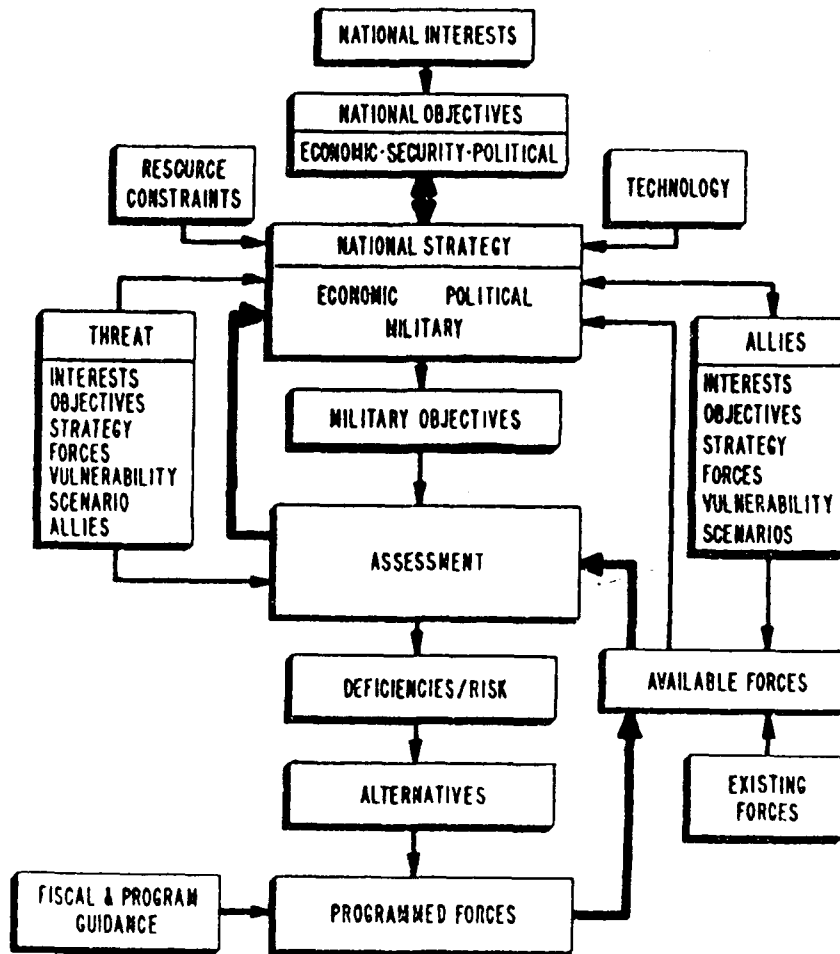 NATIONAL INTERESTS
NATIONAL OBJECTIVES
ECONOMIC·SECURITY·POLITICAL
RESOURCE
CONSTRAINTS
TECHNOLOGY
NATIONAL STRATEGY
ECONOMIC POLITICAL
MILITARY
THREAT
INTERESTS
OBJECTIVES
STRATEGY
FORCES
VULNERABILITY
SCENARIO
ALLIES
ALLIES
INTERESTS
OBJECTIVES
STRATEGY
FORCES
VULNERABILITY
SCENARIOS
MILITARY OBJECTIVES
ASSESSMENT
DEFICIENCIES/RISK
AVAILABLE FORCES
ALTERNATIVES
EXISTING
FORCES
FISCAL & PROGRAM
GUIDANCE
PROGRAMMED FORCES